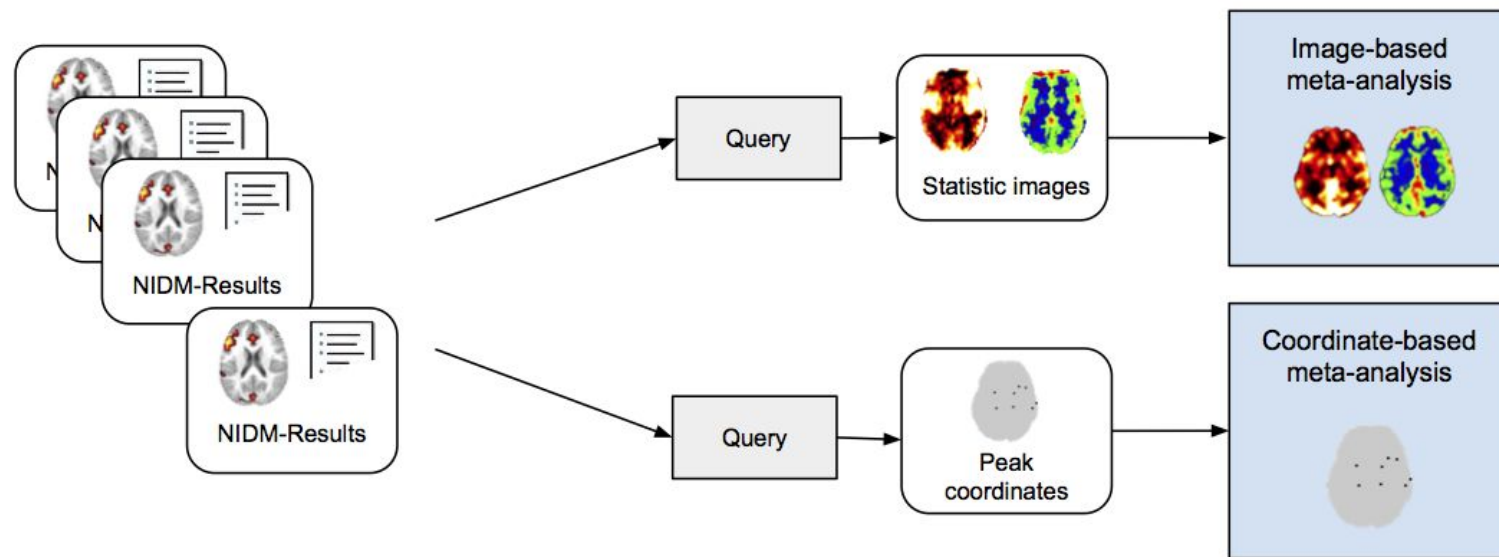 N
N
NIDM-Results
NIDM-Results
Query
Statistic images
Image-based
meta-analysis
Query
Peak
coordinates
Coordinate-based
meta-analysis